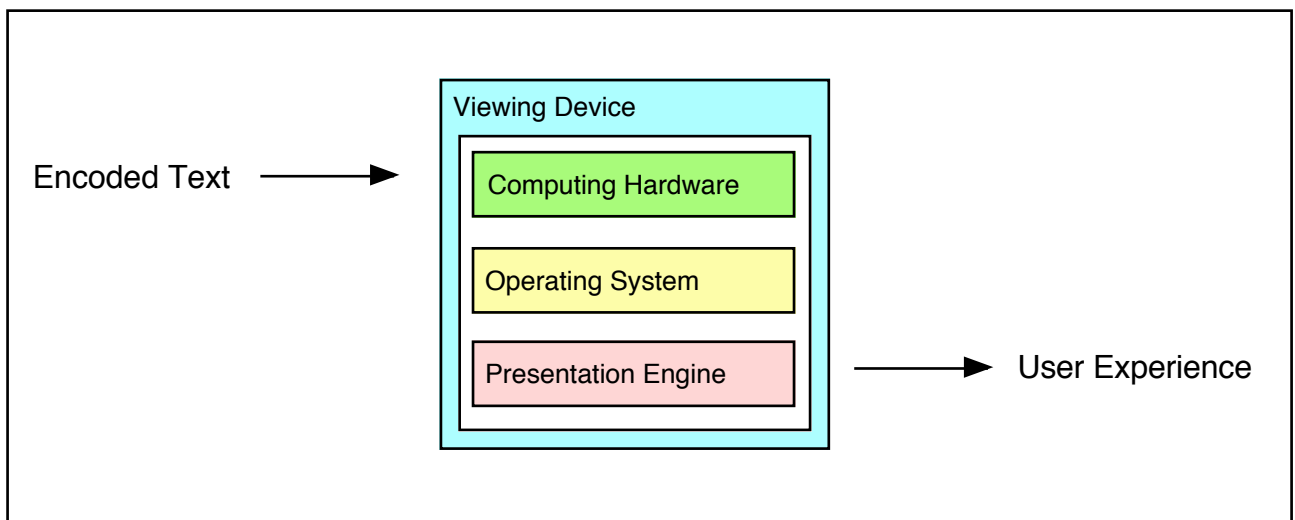 Viewing Device
Encoded Text
Computing Hardware
Operating System
Presentation Engine
User Experience